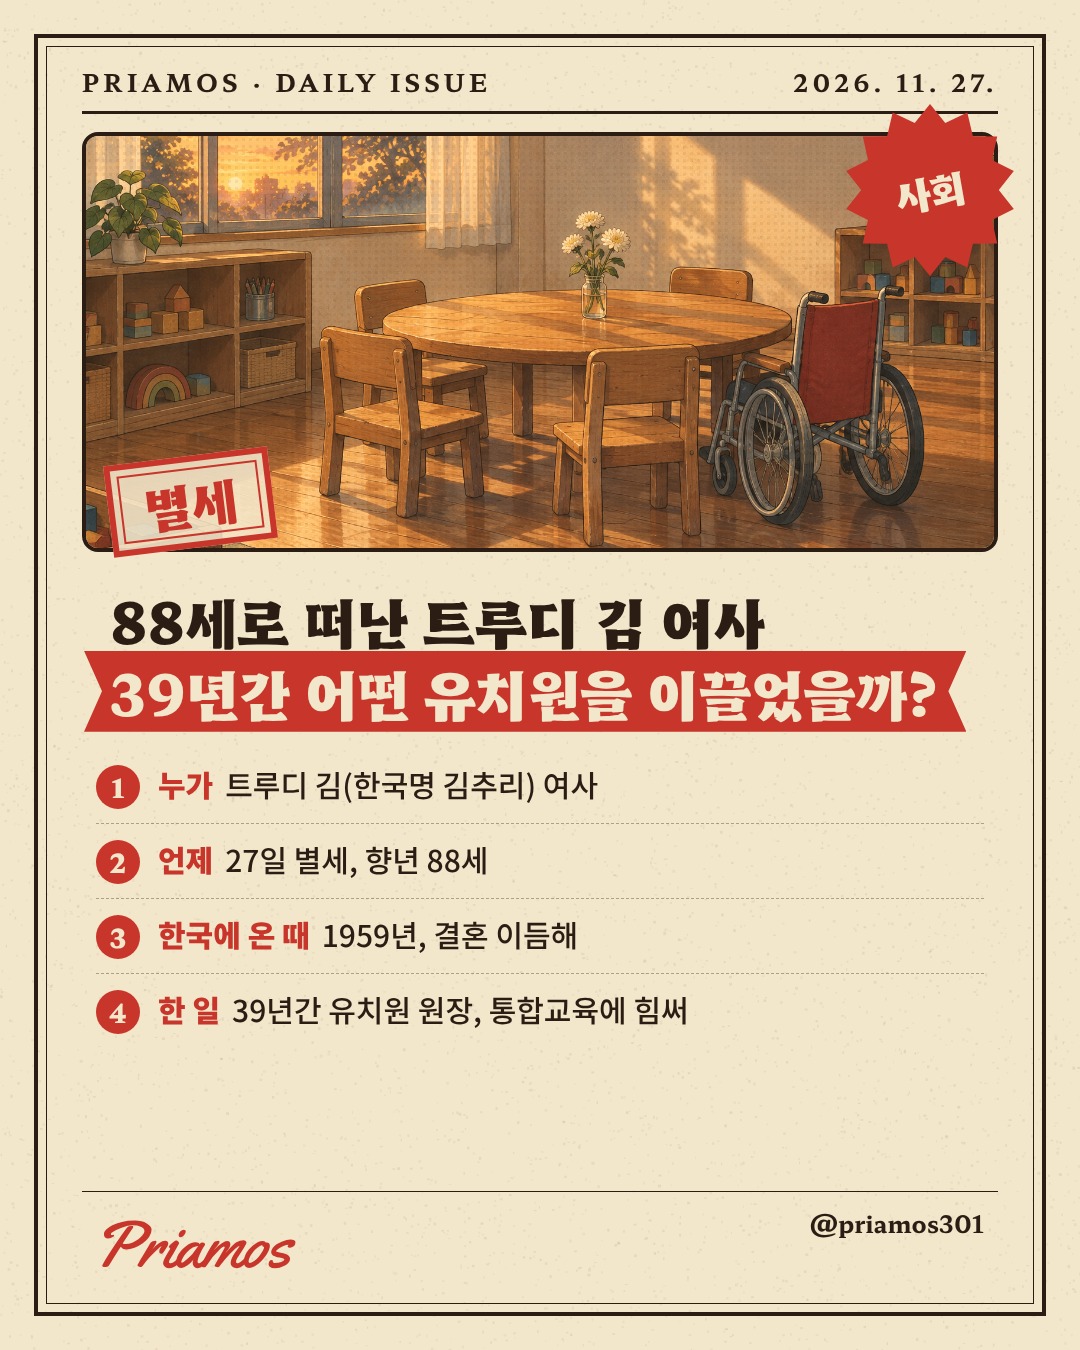 PRIAMOS · DAILY ISSUE
2026. 11. 27.
사회
별세
88세로 떠난 트루디 김 여사
39년간 어떤 유치원을 이끌었을까?
1 누가 트루디 김(한국명 김추리) 여사
2 언제 27일 별세, 향년 88세
3 한국에 온 때 1959년, 결혼 이듬해
4 한 일 39년간 유치원 원장, 통합교육에 힘써
Priamos
@priamos301